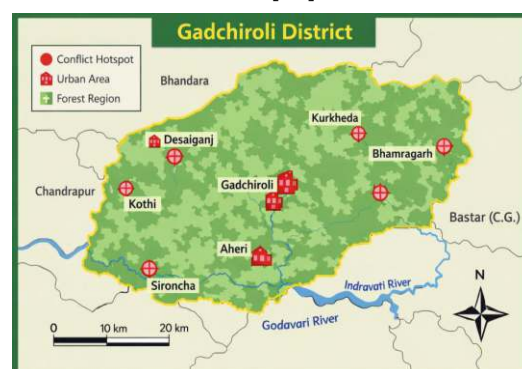 Gadchiroli District
Conflict Hotspot
Urban Area
Forest Region
Bhandara
Kurkheda
Desaiganj
Bhamragarh
Gadchiroli
Chandrapur
Kothi
Bastar (C.G.)
Aheri
Sironcha
Indravati River
N
Godavari River
0 10 km 20 km